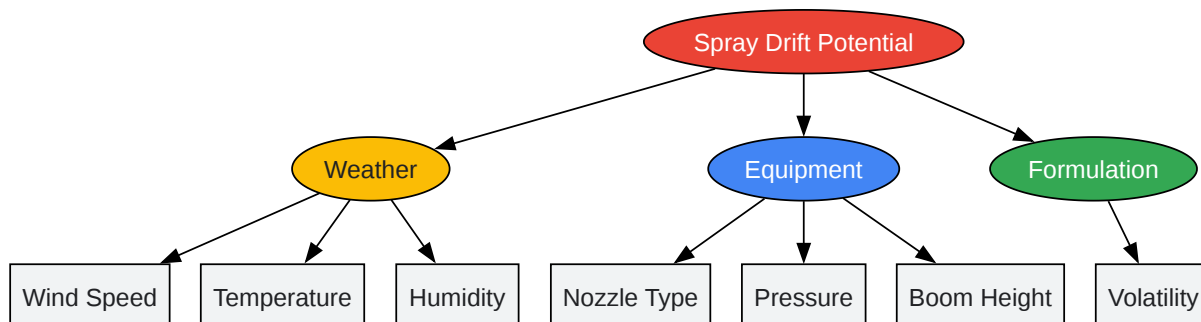 Spray Drift Potential
Weather
Equipment
Formulation
Wind Speed
Temperature
Humidity
Nozzle Type
Pressure
Boom Height
Volatility